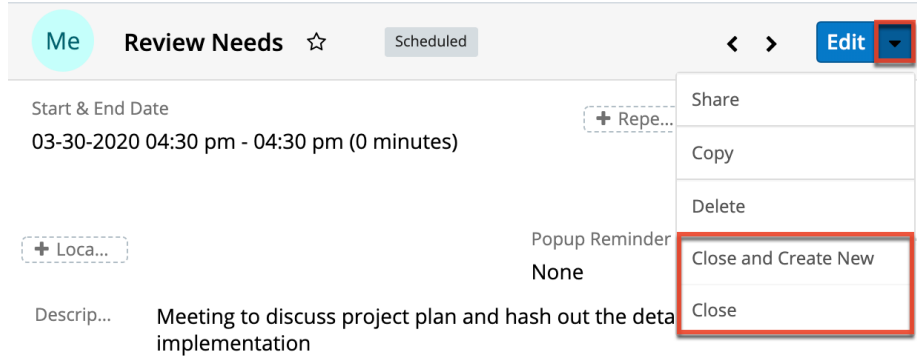 Me Review Needs Scheduled Edit
Start & End Date
03-30-2020 04:30 pm - 04:30 pm (0 minutes)
Repe...
Share
Copy
Delete
Close and Create New
Close
Loca...
Popup Reminder
None
Descrip...
Meeting to discuss project plan and hash out the deta
implementation